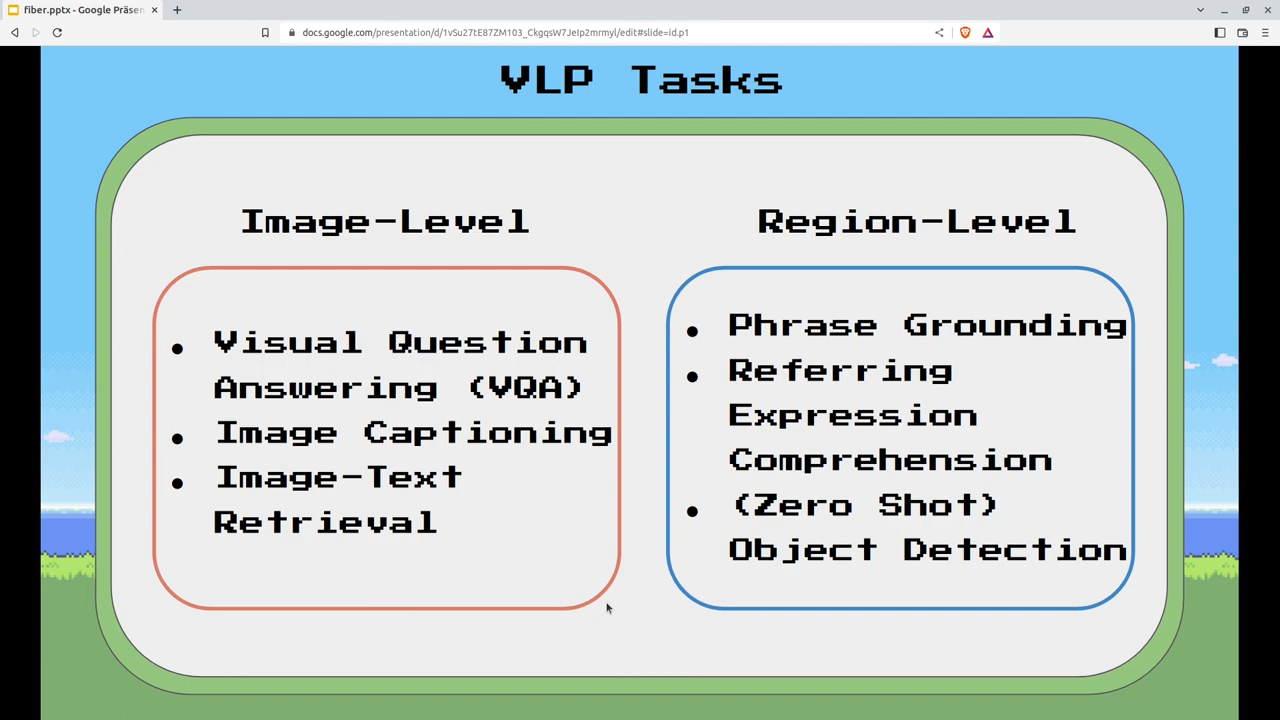 fiber.pptx - Google Präsen
docs.google.com/presentation/d/1vSu27tE87ZM103_CkgqsW7JeIp2mrmyl/edit#slide=id.p1
VLP Tasks
Image-Level
• Visual Question
Answering (VQA)
• Image Captioning
• Image-Text
Retrieval
Region-Level
• Phrase Grounding
• Referring
Expression
Comprehension
• (Zero Shot)
Object Detection